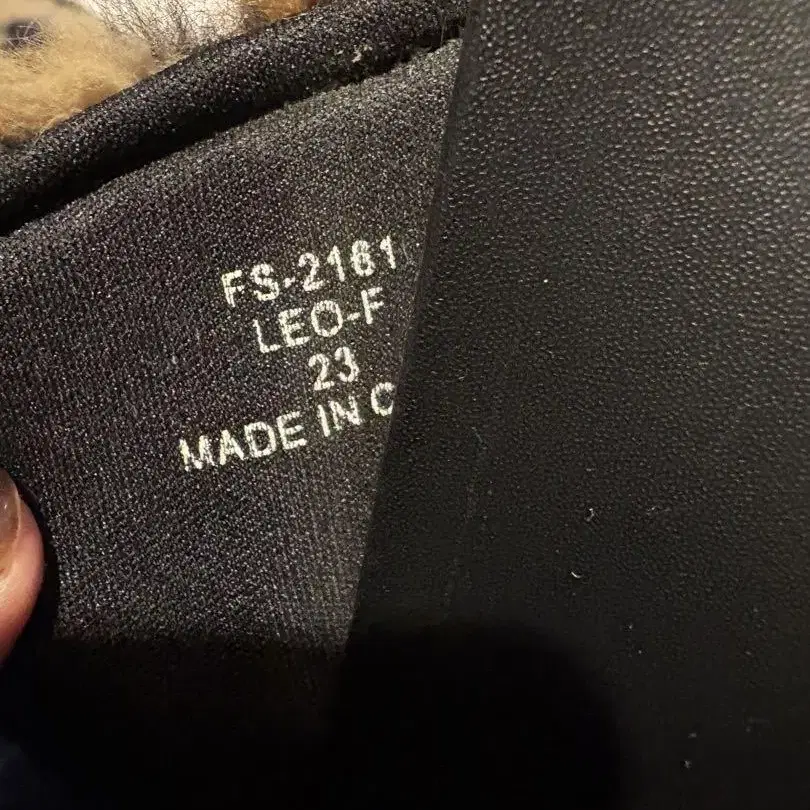 FS-2161
LEO-F
23
MADE IN C